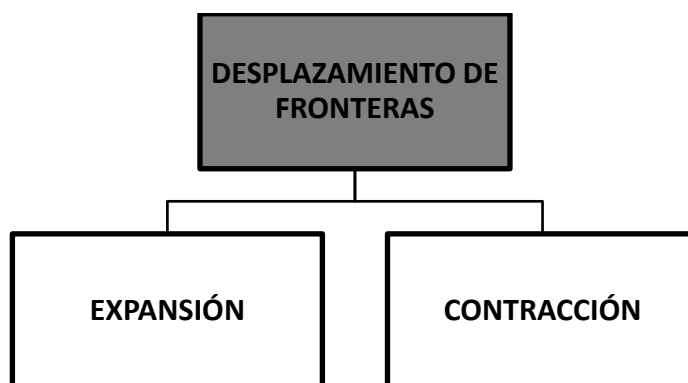 DESPLAZAMIENTO DE
FRONTERAS
EXPANSIÓN
CONTRACCIÓN